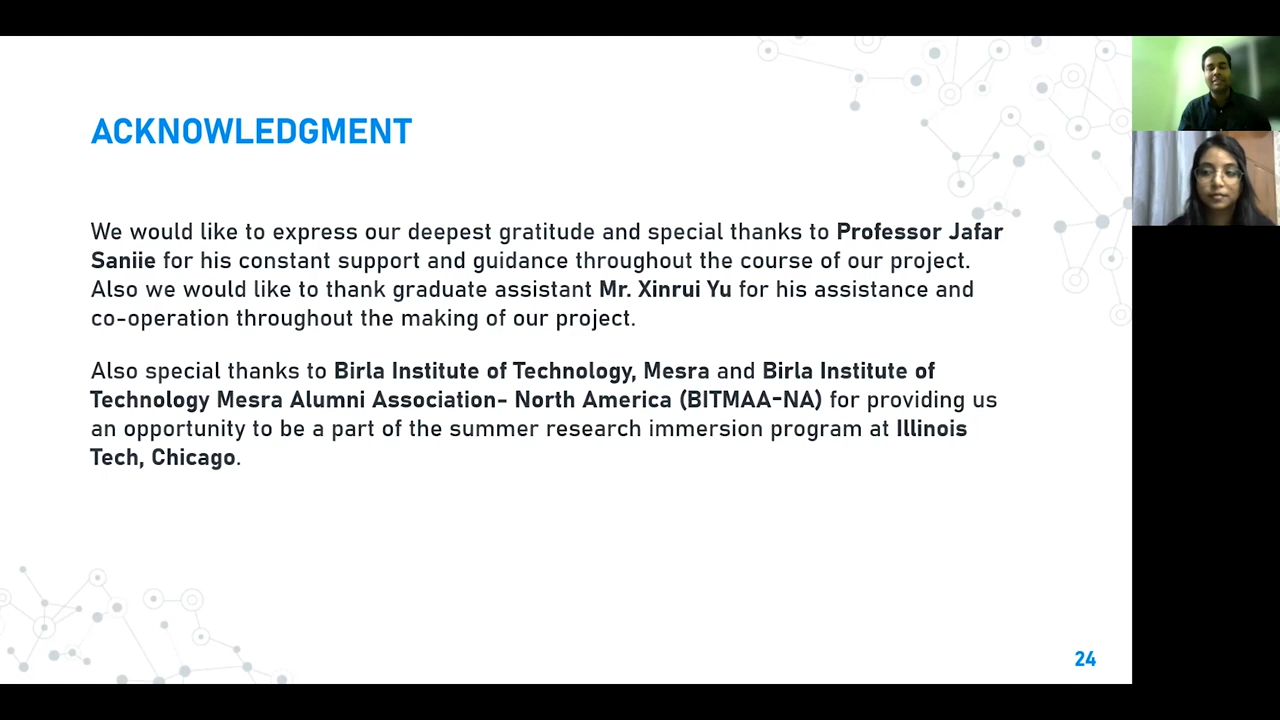 ACKNOWLEDGMENT
We would like to express our deepest gratitude and special thanks to Professor Jafar
Saniie for his constant support and guidance throughout the course of our project.
Also we would like to thank graduate assistant Mr. Xinrui Yu for his assistance and
co-operation throughout the making of our project.
Also special thanks to Birla Institute of Technology, Mesra and Birla Institute of
Technology Mesra Alumni Association- North America (BITMAA-NA) for providing us
an opportunity to be a part of the summer research immersion program at Illinois
Tech, Chicago.
24